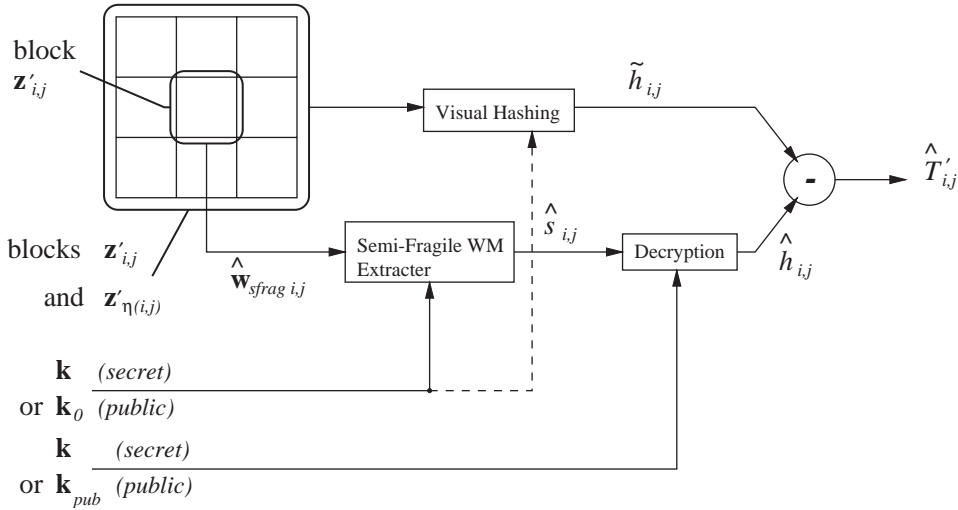 block
z′i,j
Visual Hashing
h̃ i,j
-
T̂′i,j
blocks z′i,j
and z′η(i,j)
ŵsfrag i,j
Semi-Fragile WM
Extracter
ŝ i,j
Decryption
ĥ i,j
k (secret)
or k0 (public)
k (secret)
or kpub (public)